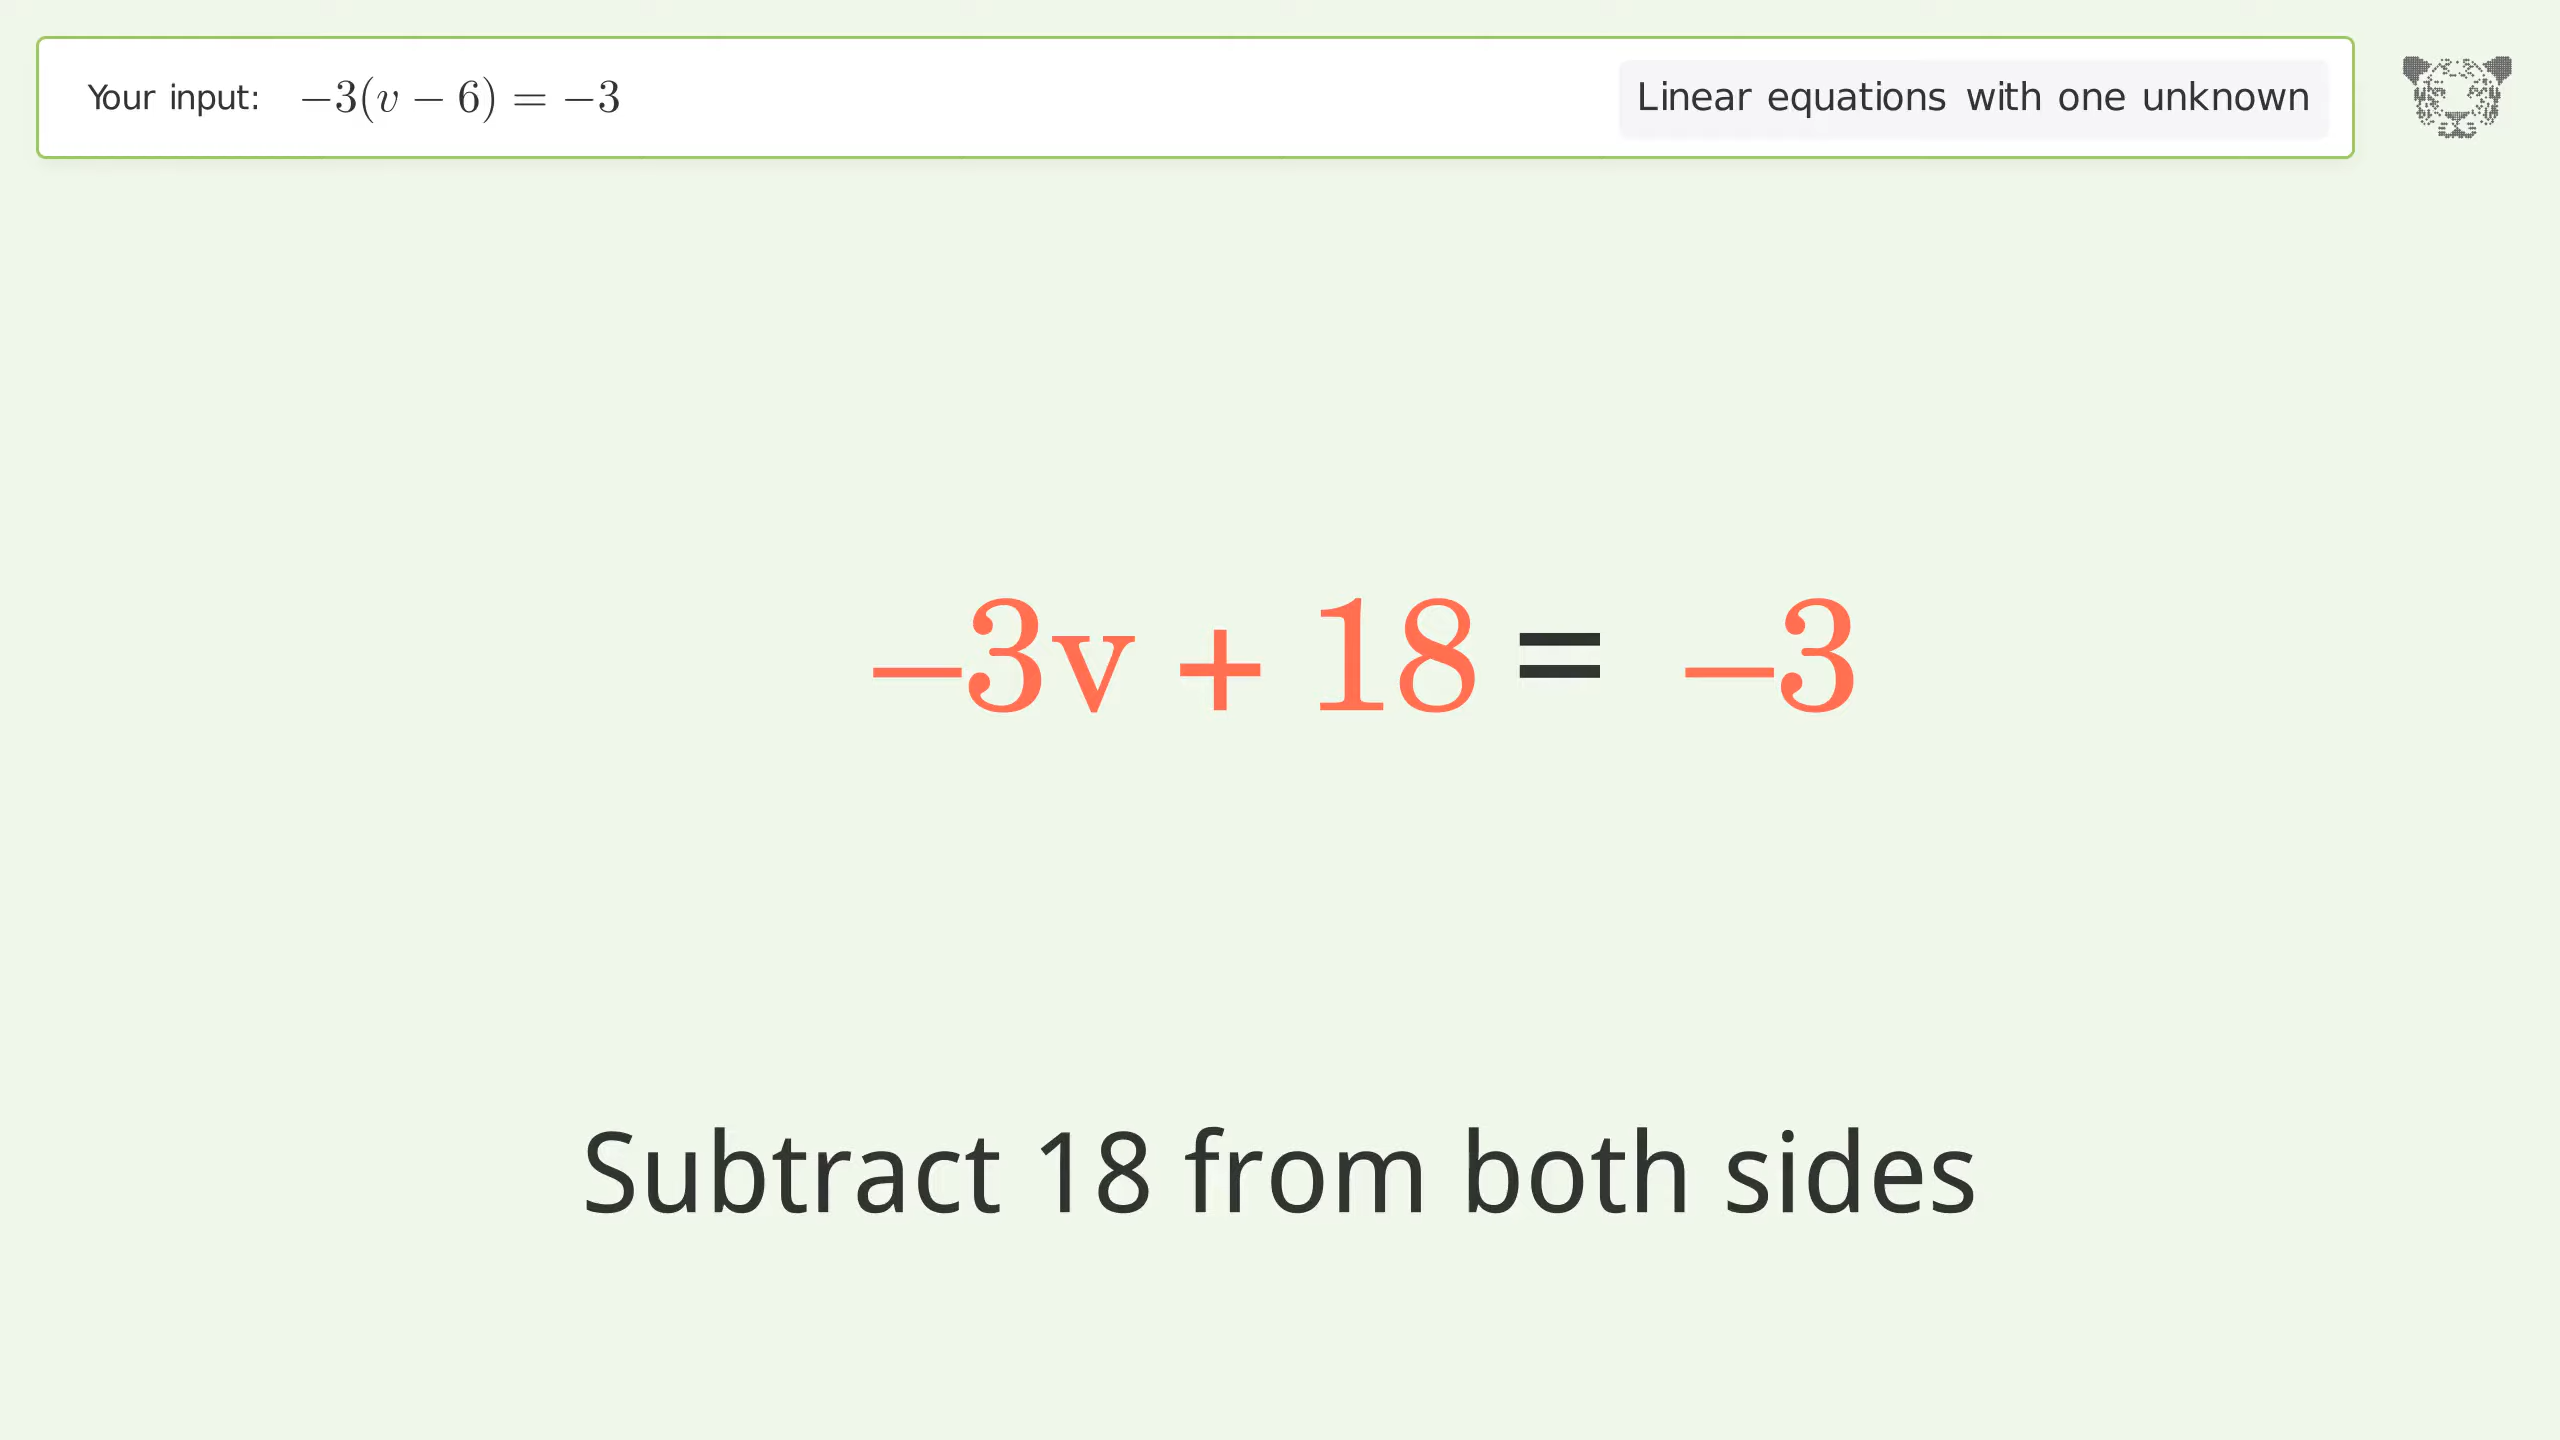 Your input: −3(v − 6) = −3
Linear equations with one unknown
−3v + 18 = −3
Subtract 18 from both sides